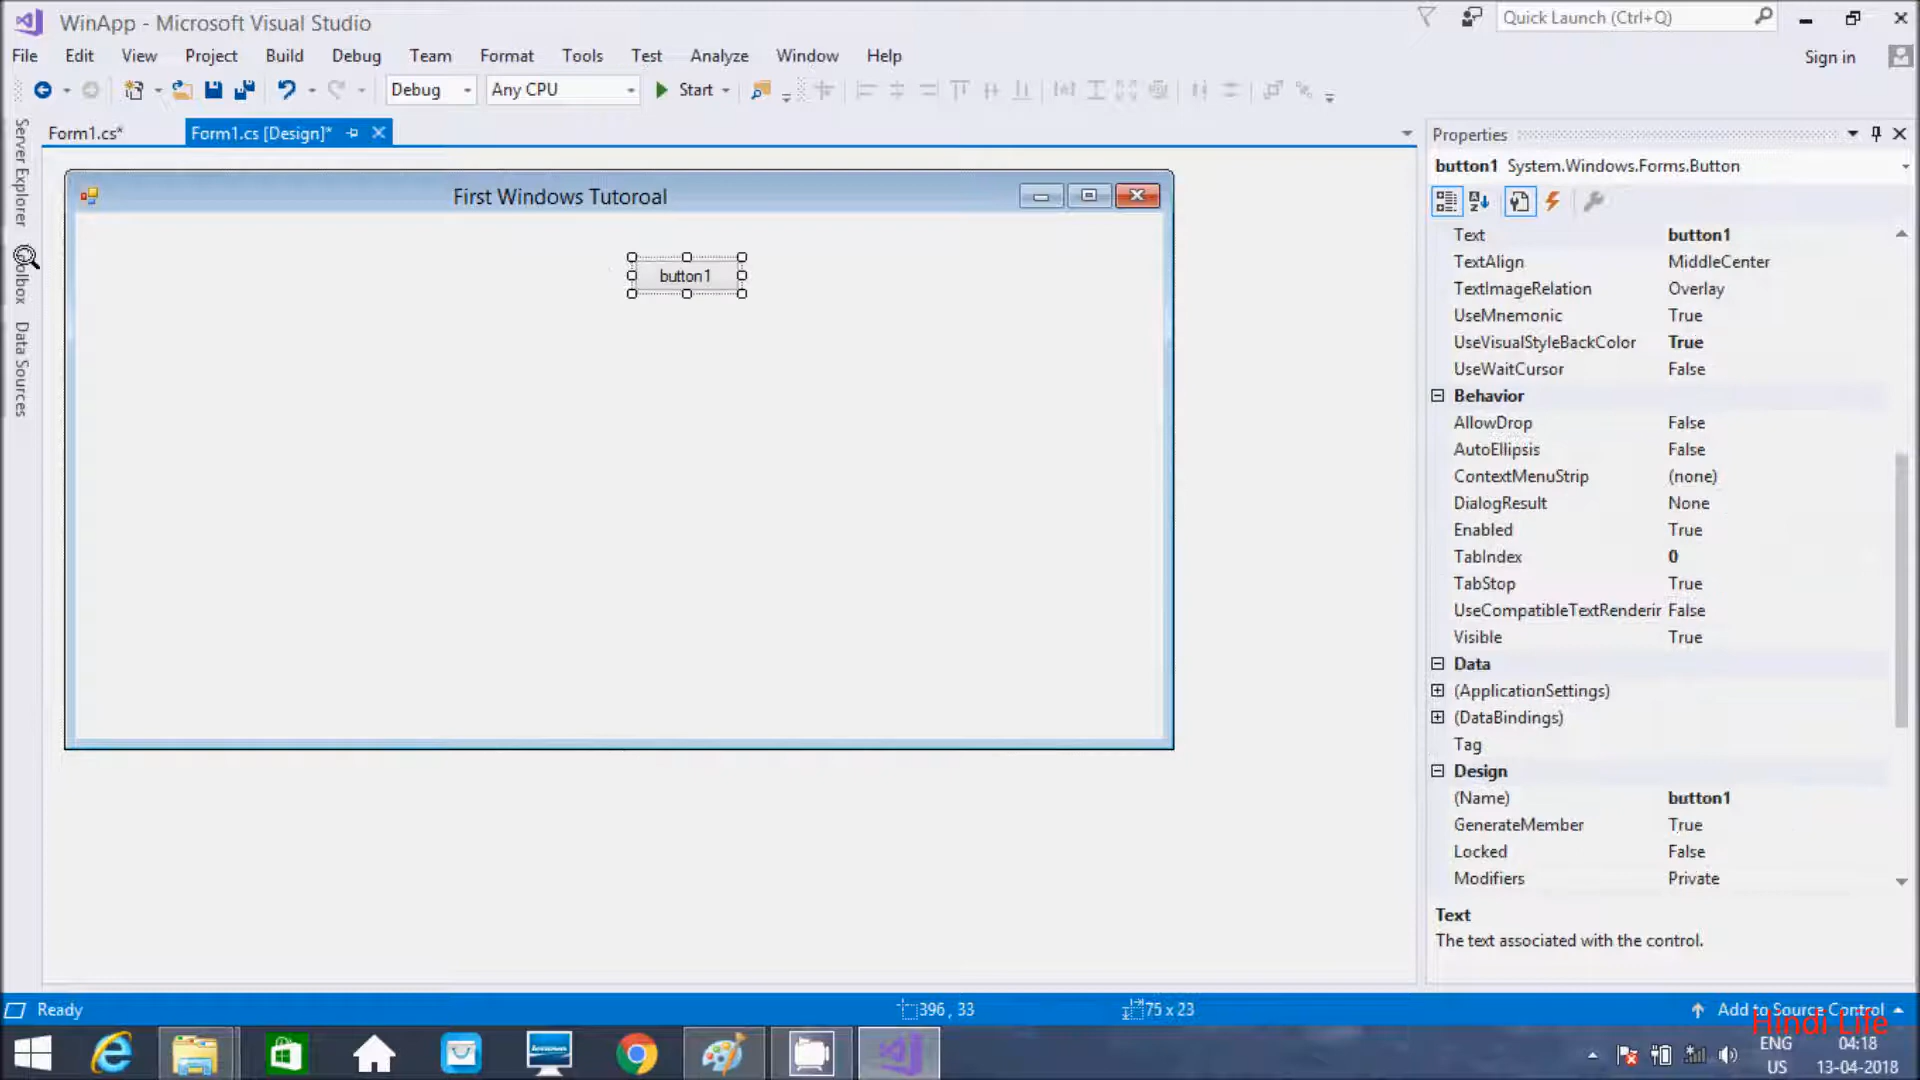 WinApp - Microsoft Visual Studio
Quick Launch (Ctrl+Q)
File Edit View Project Build Debug Team Format Tools Test Analyze Window Help
Sign in
Debug Any CPU Start
Server Explorer
Toolbox
Data Sources
Form1.cs* Form1.cs [Design]*
First Windows Tutoroal
button1
Properties
button1 System.Windows.Forms.Button
Text button1
TextAlign MiddleCenter
TextImageRelation Overlay
UseMnemonic True
UseVisualStyleBackColor True
UseWaitCursor False
Behavior
AllowDrop False
AutoEllipsis False
ContextMenuStrip (none)
DialogResult None
Enabled True
TabIndex 0
TabStop True
UseCompatibleTextRenderir False
Visible True
Data
(ApplicationSettings)
(DataBindings)
Tag
Design
(Name) button1
GenerateMember True
Locked False
Modifiers Private
Text
The text associated with the control.
Ready 396 , 33 75 x 23 Add to Source Control
Hindi Life
ENG 04:18
US 13-04-2018